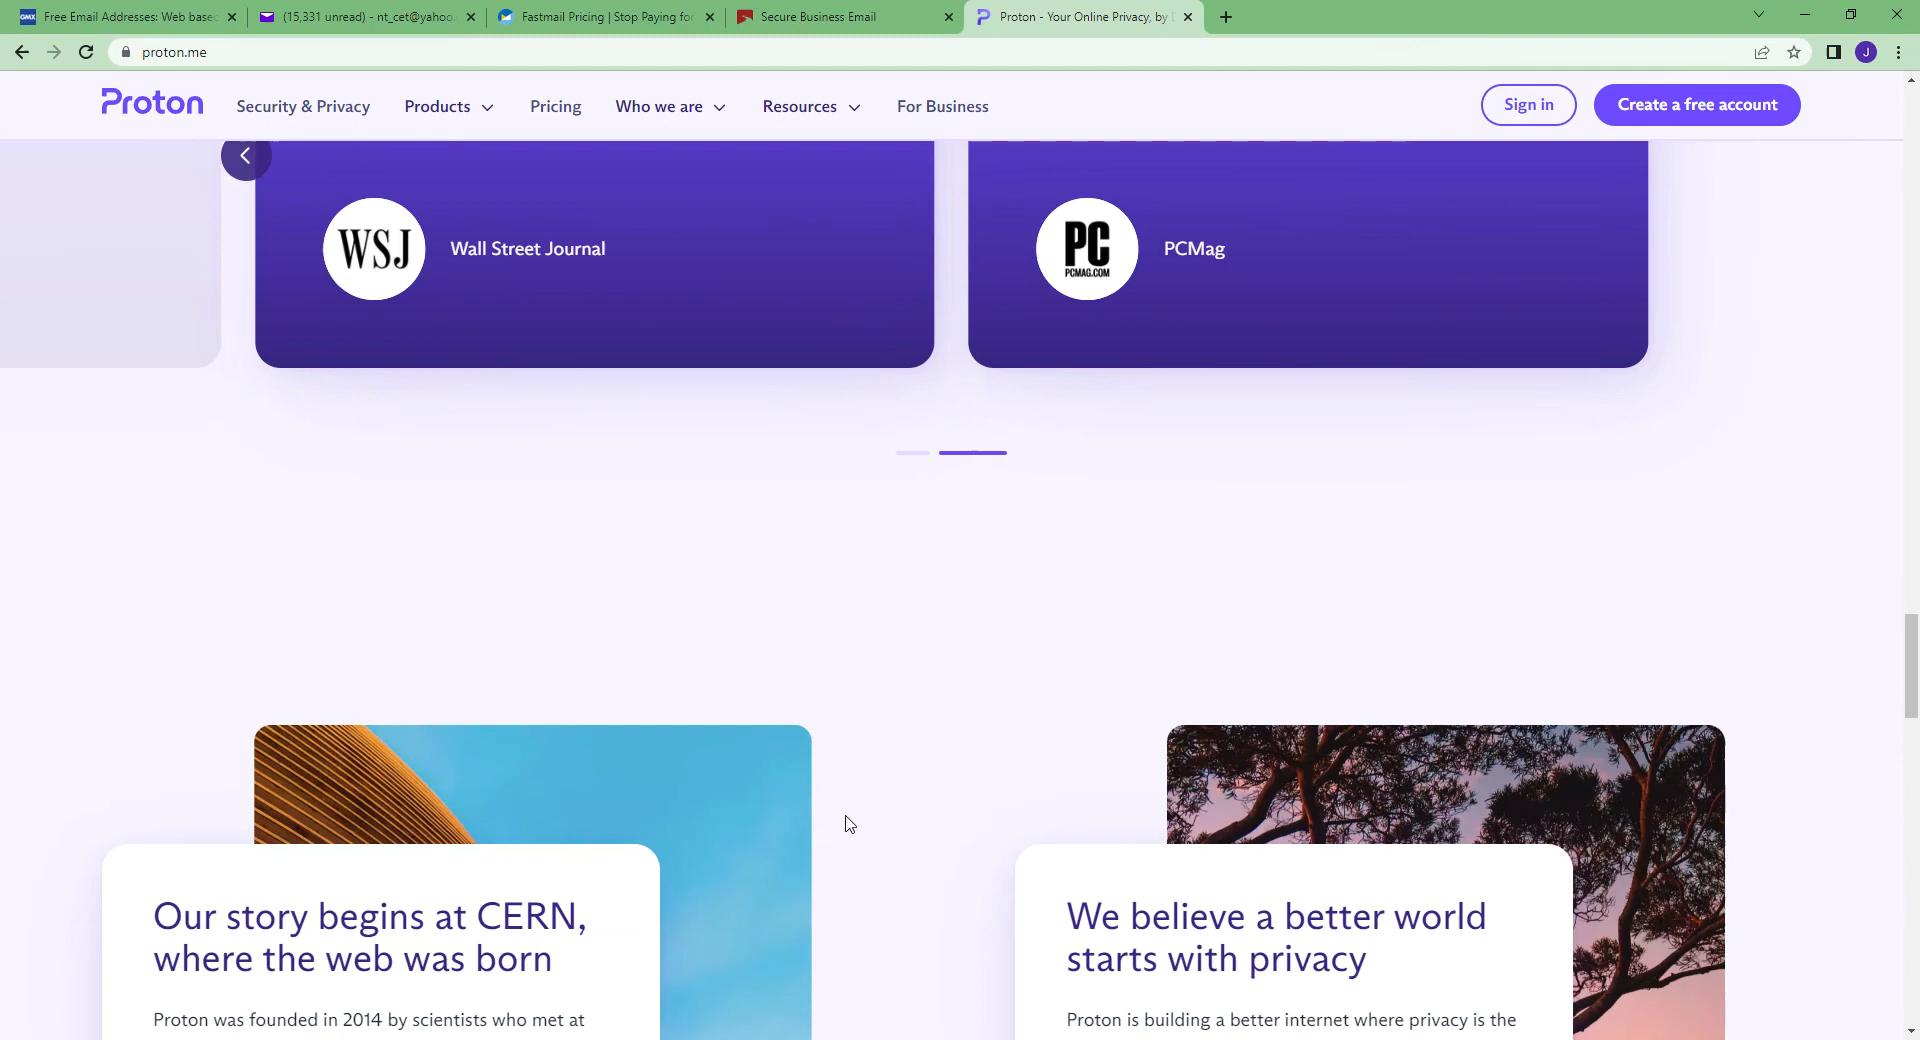 GMX Free Email Addresses: Web base
(15,331 unread) - nt_cet@yahoo.
Fastmail Pricing | Stop Paying for
Secure Business Email
Proton - Your Online Privacy, by
proton.me
J
Proton
Security & Privacy
Products
Pricing
Who we are
Resources
For Business
Sign in
Create a free account
WSJ
Wall Street Journal
PC
PCMAG.COM
PCMag
Our story begins at CERN,
where the web was born
Proton was founded in 2014 by scientists who met at
We believe a better world
starts with privacy
Proton is building a better internet where privacy is the